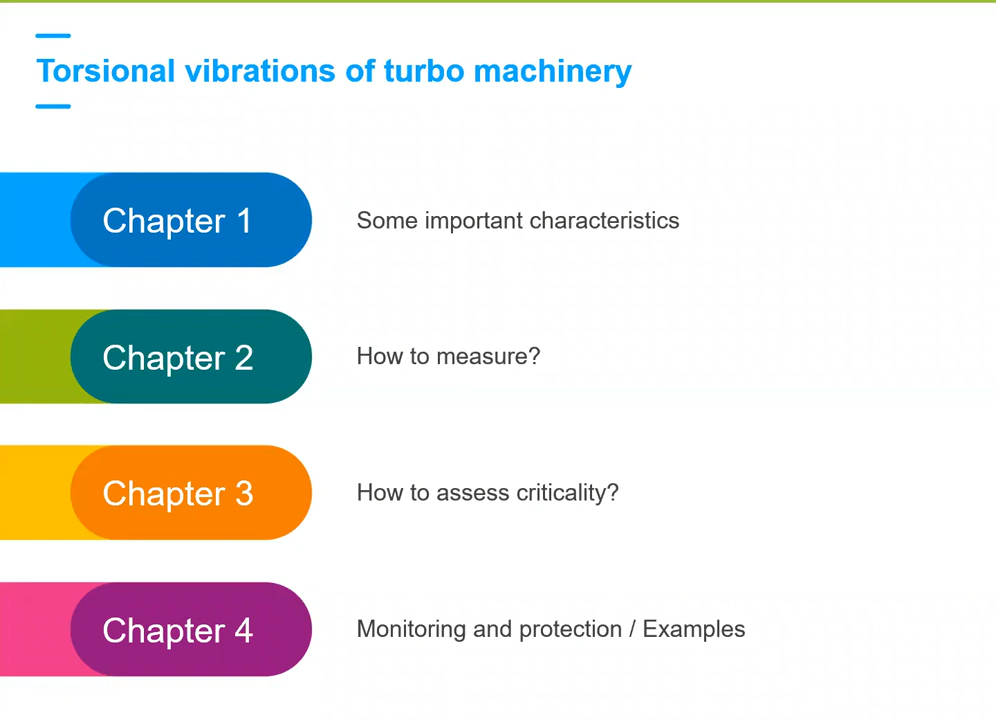 Torsional vibrations of turbo machinery
Chapter 1
Some important characteristics
Chapter 2
How to measure?
Chapter 3
How to assess criticality?
Chapter 4
Monitoring and protection / Examples